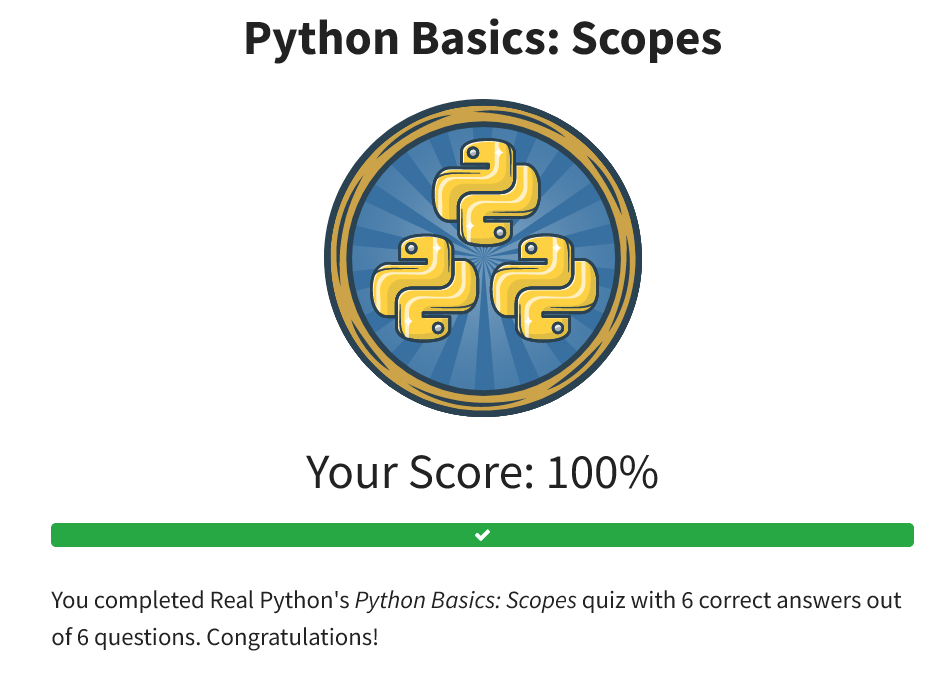 Python Basics: Scopes
Your Score: 100%
You completed Real Python's Python Basics: Scopes quiz with 6 correct answers out
of 6 questions. Congratulations!